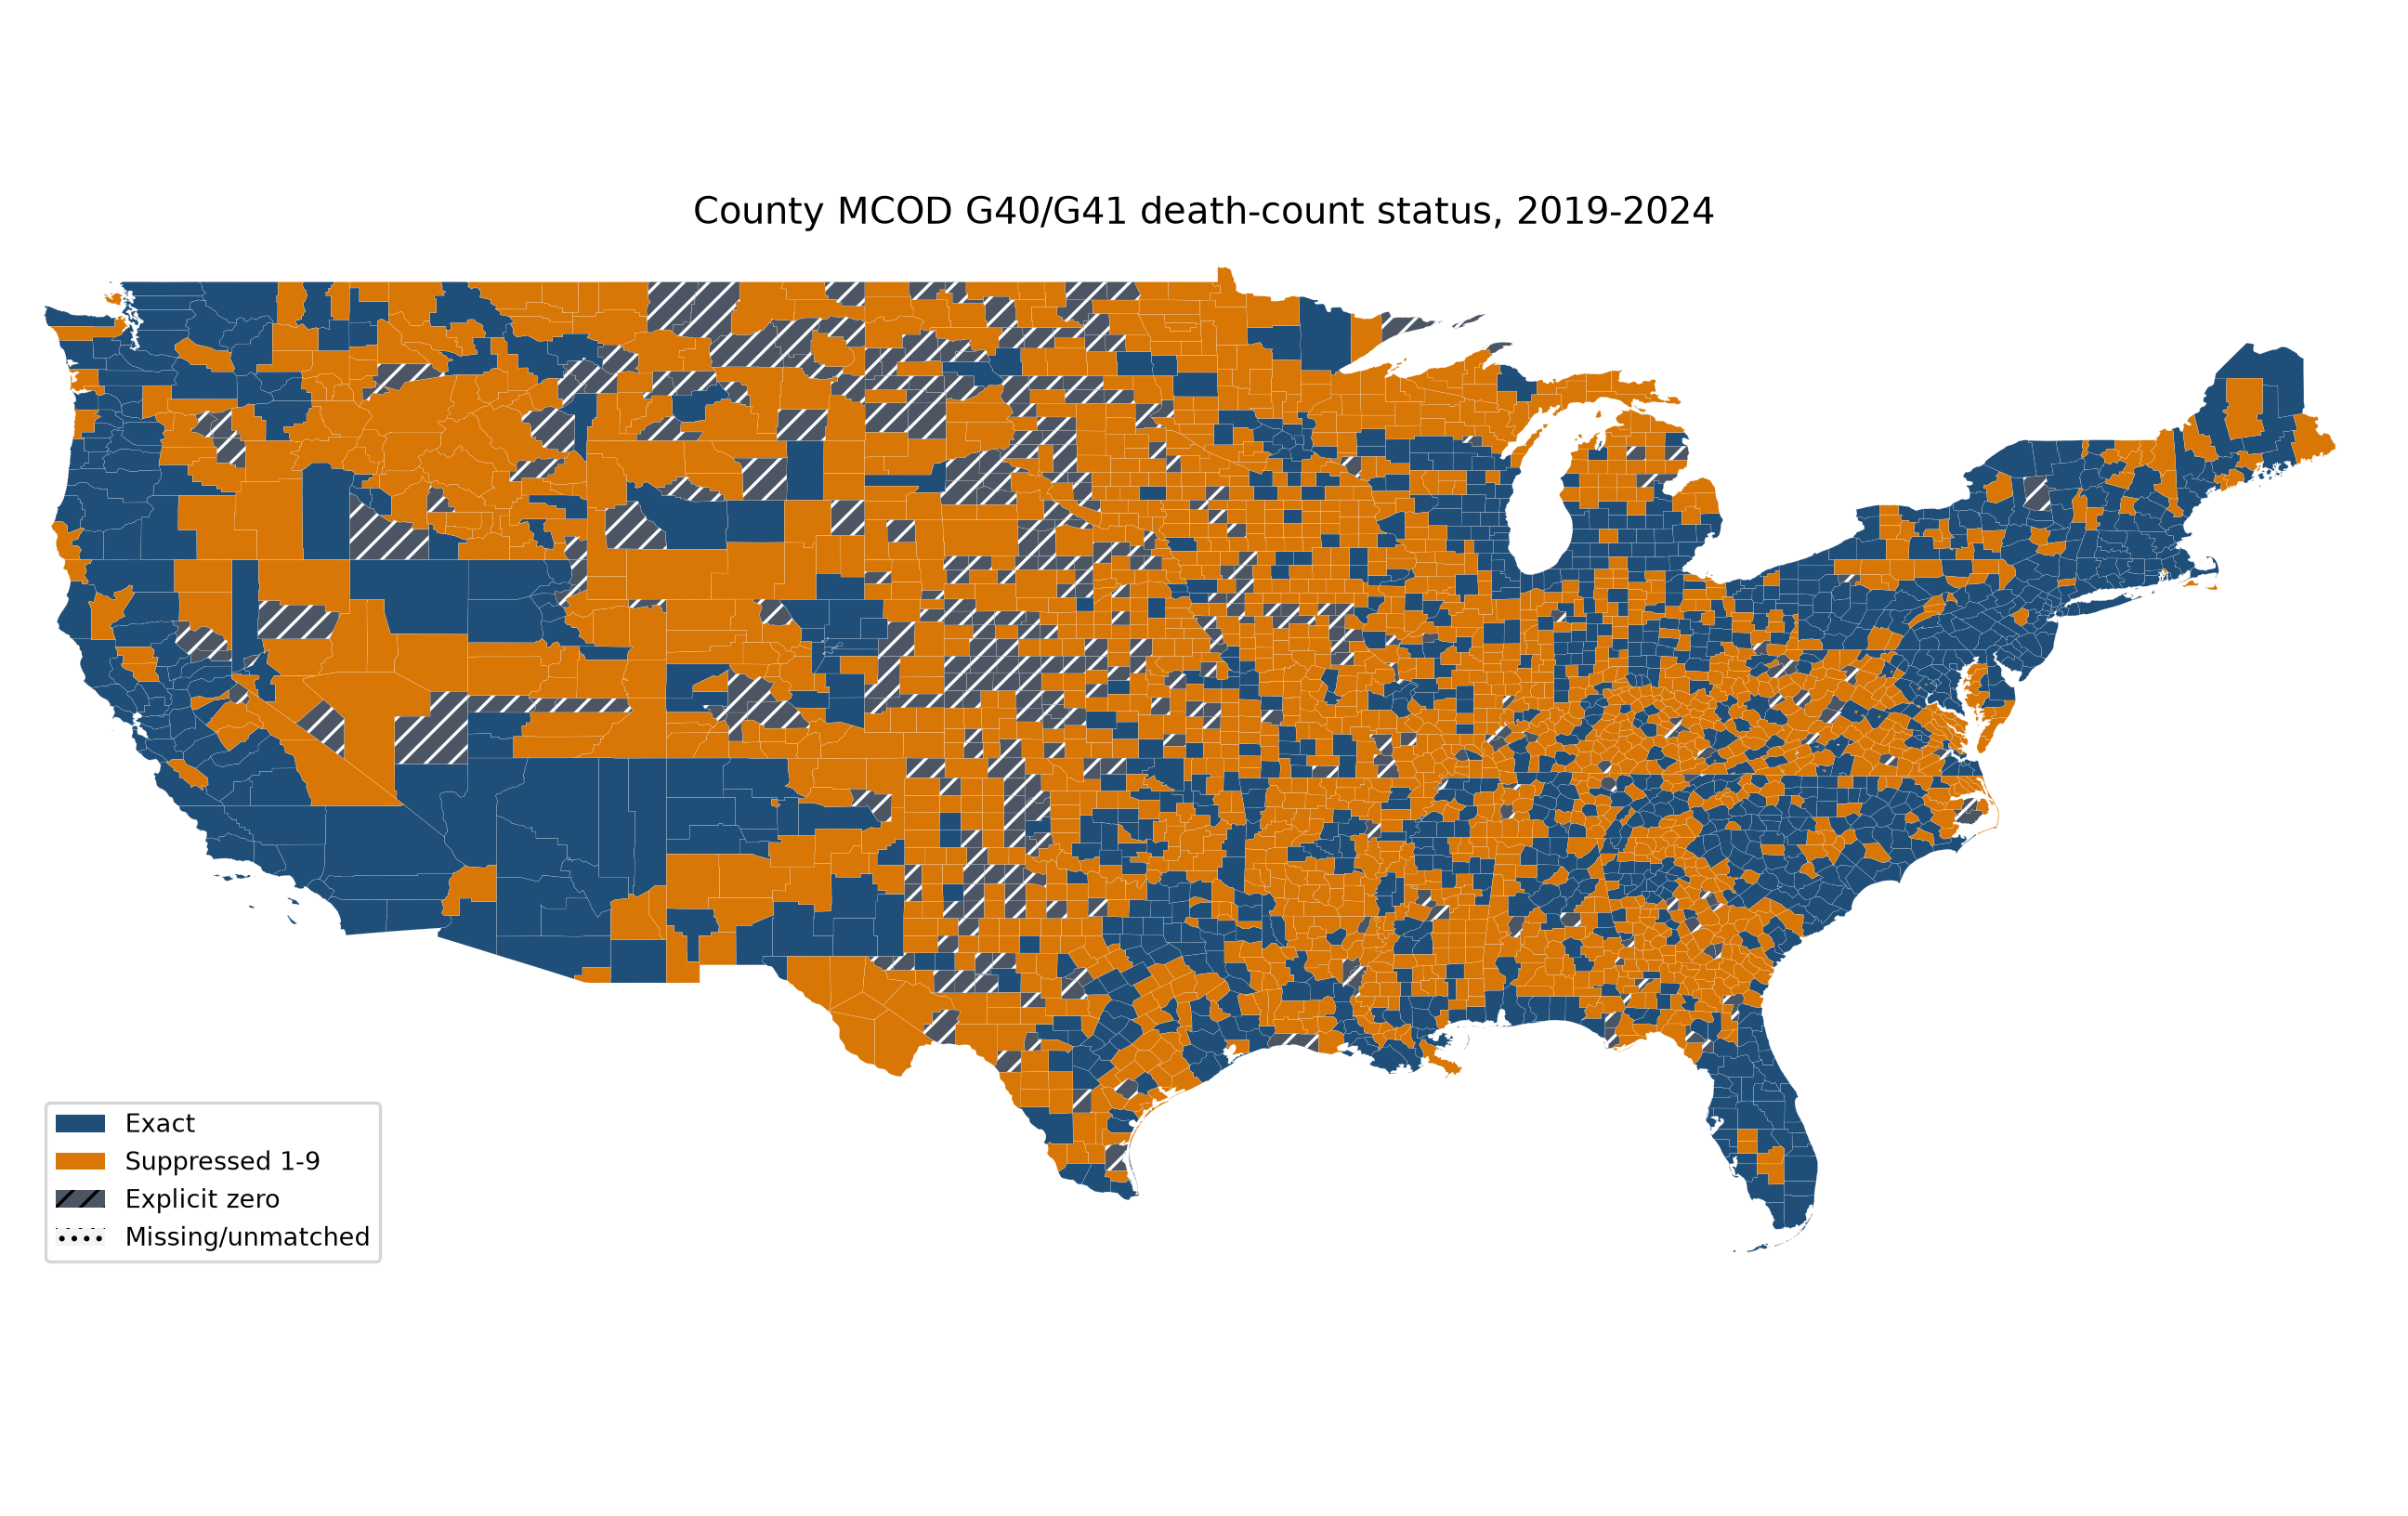 County MCOD G40/G41 death-count status, 2019-2024
Exact
Suppressed 1-9
Explicit zero
Missing/unmatched